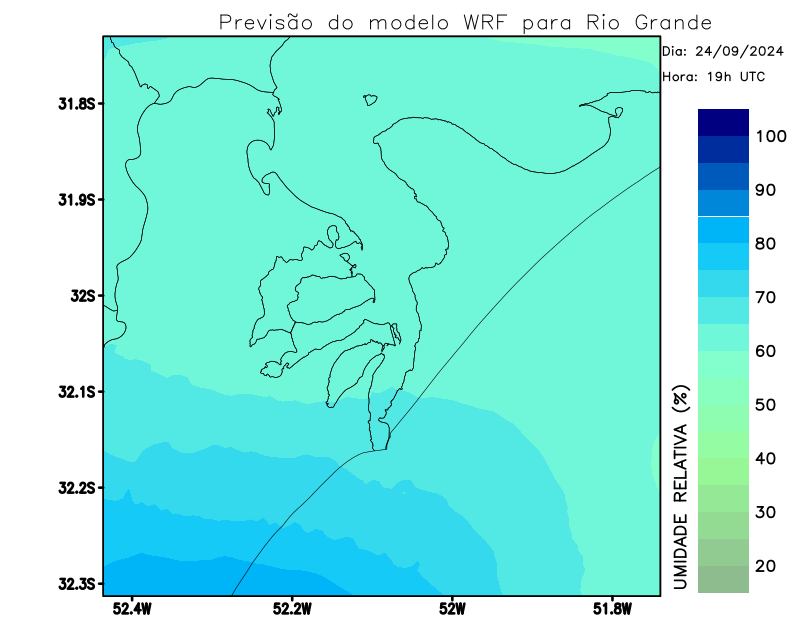 Previsão do modelo WRF para Rio Grande
Dia: 24/09/2024
Hora: 19h UTC
31.8S
31.9S
32S
32.1S
32.2S
32.3S
52.4W
52.2W
52W
51.8W
100
90
80
70
60
50
40
30
20
UMIDADE RELATIVA (%)